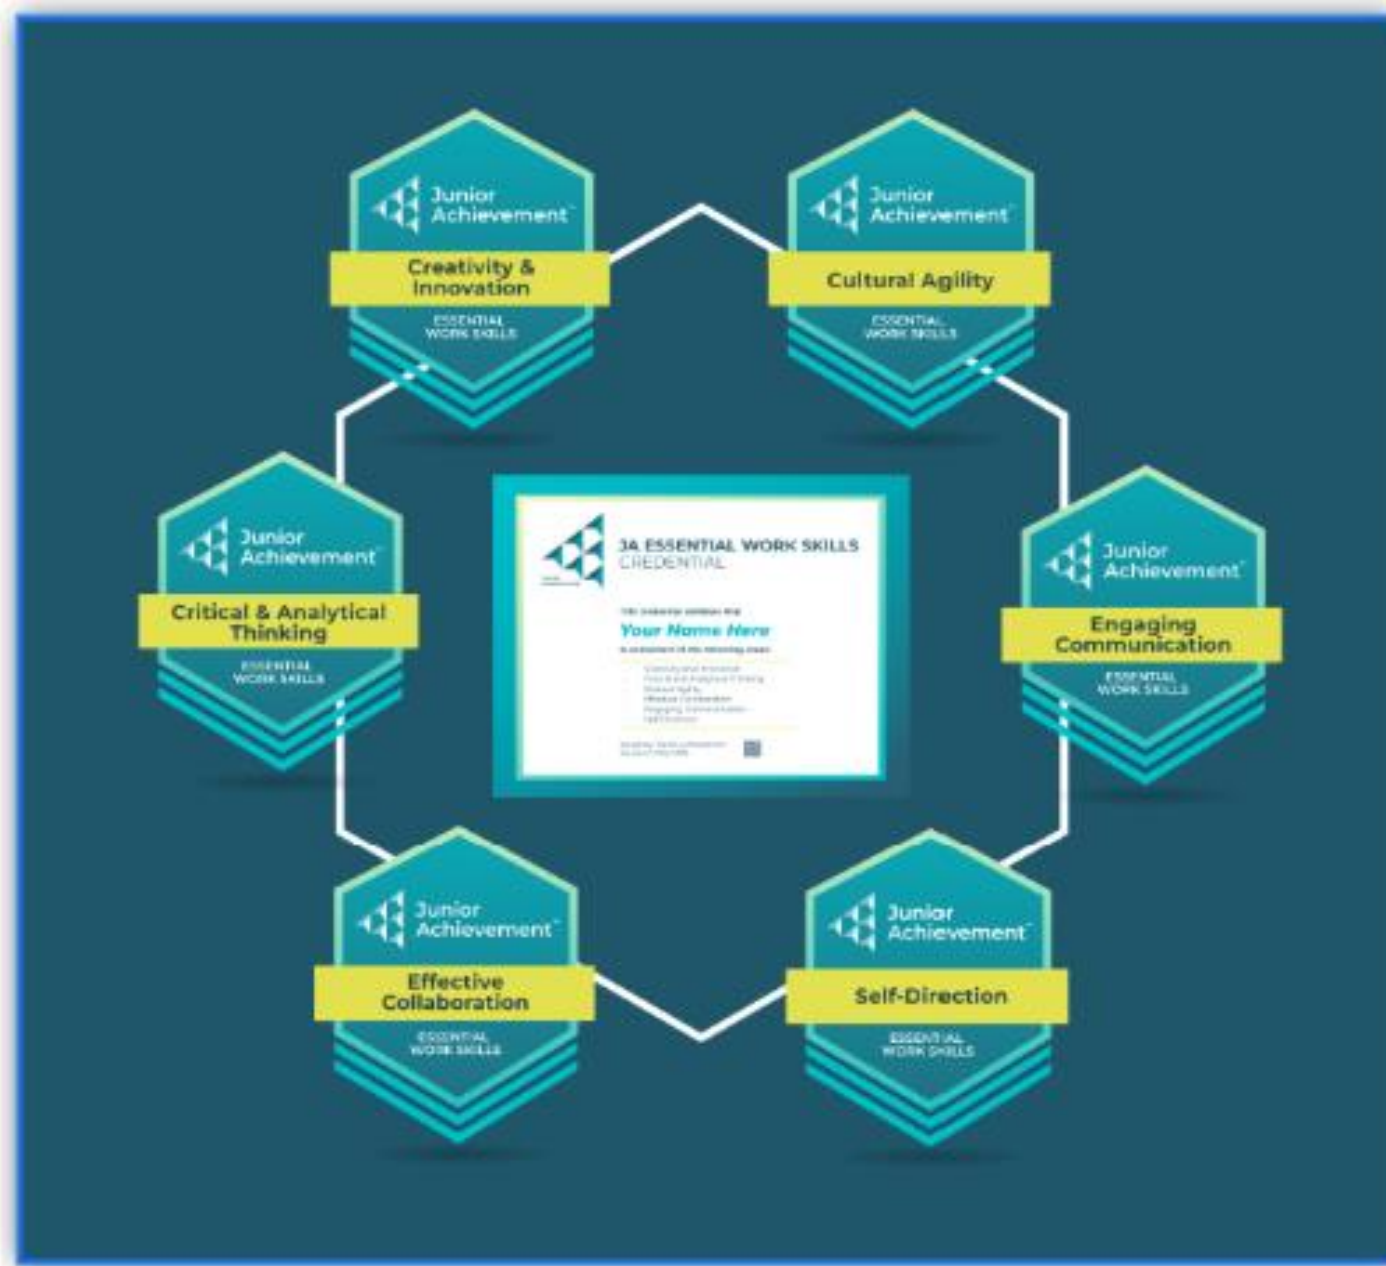 Junior
Achievement
Creativity &
Innovation
ESSENTIAL
WORK SKILLS
Junior
Achievement
Cultural Agility
ESSENTIAL
WORK SKILLS
Junior
Achievement
Critical & Analytical
Thinking
ESSENTIAL
WORK SKILLS
JA ESSENTIAL WORK SKILLS
CREDENTIAL
Your Name Here
Junior
Achievement
Engaging
Communication
ESSENTIAL
WORK SKILLS
Junior
Achievement
Effective
Collaboration
ESSENTIAL
WORK SKILLS
Junior
Achievement
Self-Direction
ESSENTIAL
WORK SKILLS